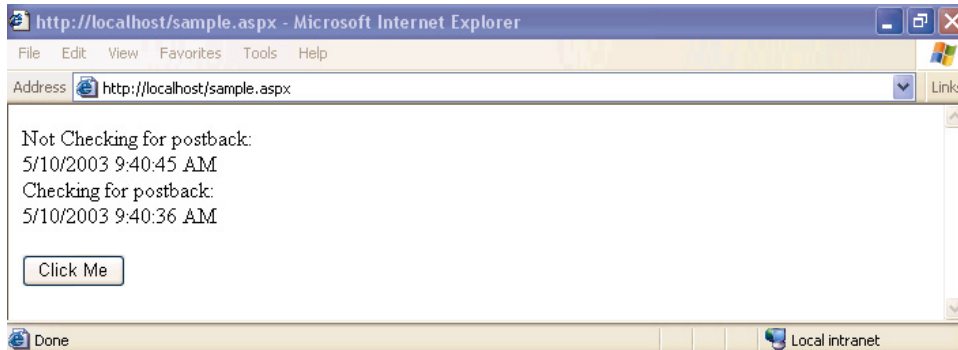 http://localhost/sample.aspx - Microsoft Internet Explorer
File Edit View Favorites Tools Help
Address http://localhost/sample.aspx Links
Not Checking for postback:
5/10/2003 9:40:45 AM
Checking for postback:
5/10/2003 9:40:36 AM
Click Me
Done Local intranet